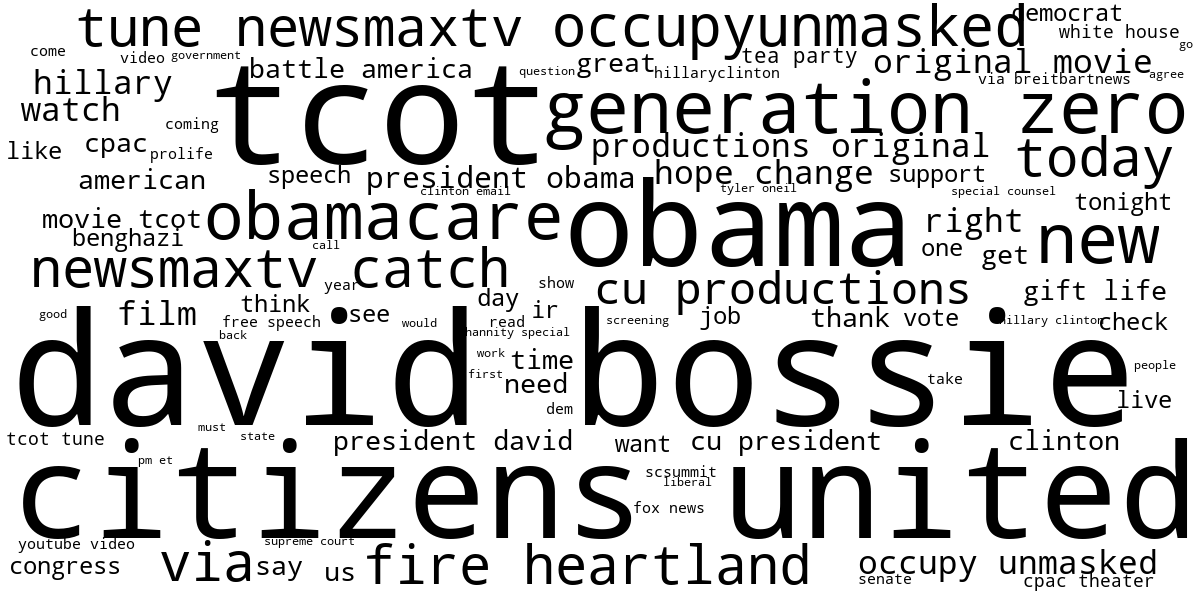 tune newsmaxtv occupyunmasked democrat
white house
come
video government
go
battle america
question
great
hillaryclinton
tea party
original movie
via breitbartnews
agree
hillary
watch
tcot
generation zero
coming
like
cpac
prolife
productions original
today
american
speech
president obama
clinton email
hope change
tyler oneil
support
special counsel
movie tcot
obamacare
obama
tonight
right
benghazi
call
one
get
new
newsmaxtv catch
year
show
cu productions
gift life
good
film
think
see
day
ir
free speech
back
would
read
hannity special
screening
job
thank vote
hillary clinton
check
david bossie
work
time
first
need
take
people
dem
live
tcot tune
must
state
president david
want
cu president
clinton
pm et
citizens united
scsummit
liberal
fox news
youtube video
supreme court
congress
via
say
us
fire heartland
occupy unmasked
senate
cpac theater